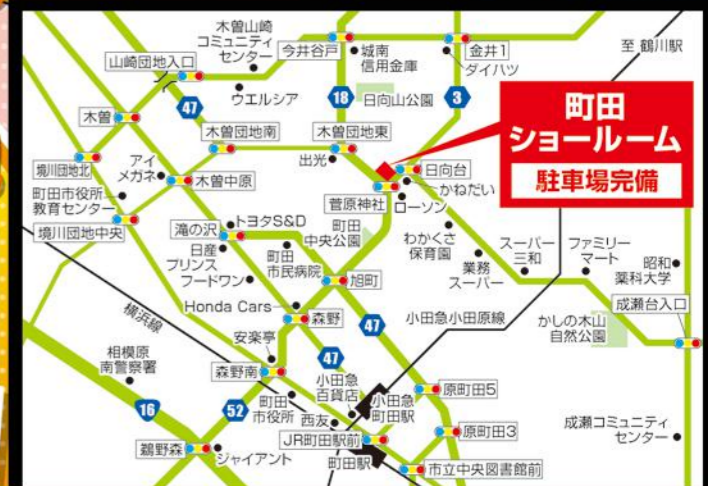 木曽山崎
コミュニティ
センター
今井谷戸
城南
信用金庫
金井1
ダイハツ
至 鶴川駅
山崎団地入口
ウエルシア
47
18
日向山公園
3
町田
ショールーム
駐車場完備
木曽
木曽団地南
木曽団地東
出光
日向台
かねだい
ローソン
菅原神社
境川団地北
アイ
メガネ
木曽中原
町田市役所
教育センター
境川団地中央
滝の沢
トヨタS&D
日産
プリンス
フードワン
町田
市民病院
町田
中央公園
わかくさ
保育園
業務
スーパー
スーパー
三和
ファミリー
マート
昭和
薬科大学
旭町
成瀬台入口
横浜線
Honda Cars
森野
47
小田急小田原線
かしの木山
自然公園
相模原
南警察署
安楽亭
森野南
47
小田急
百貨店
小田急
町田駅
原町田5
16
52
町田
市役所
西友
JR町田駅前
原町田3
成瀬コミュニティ
センター
鵜野森
ジャイアント
町田駅
市立中央図書館前